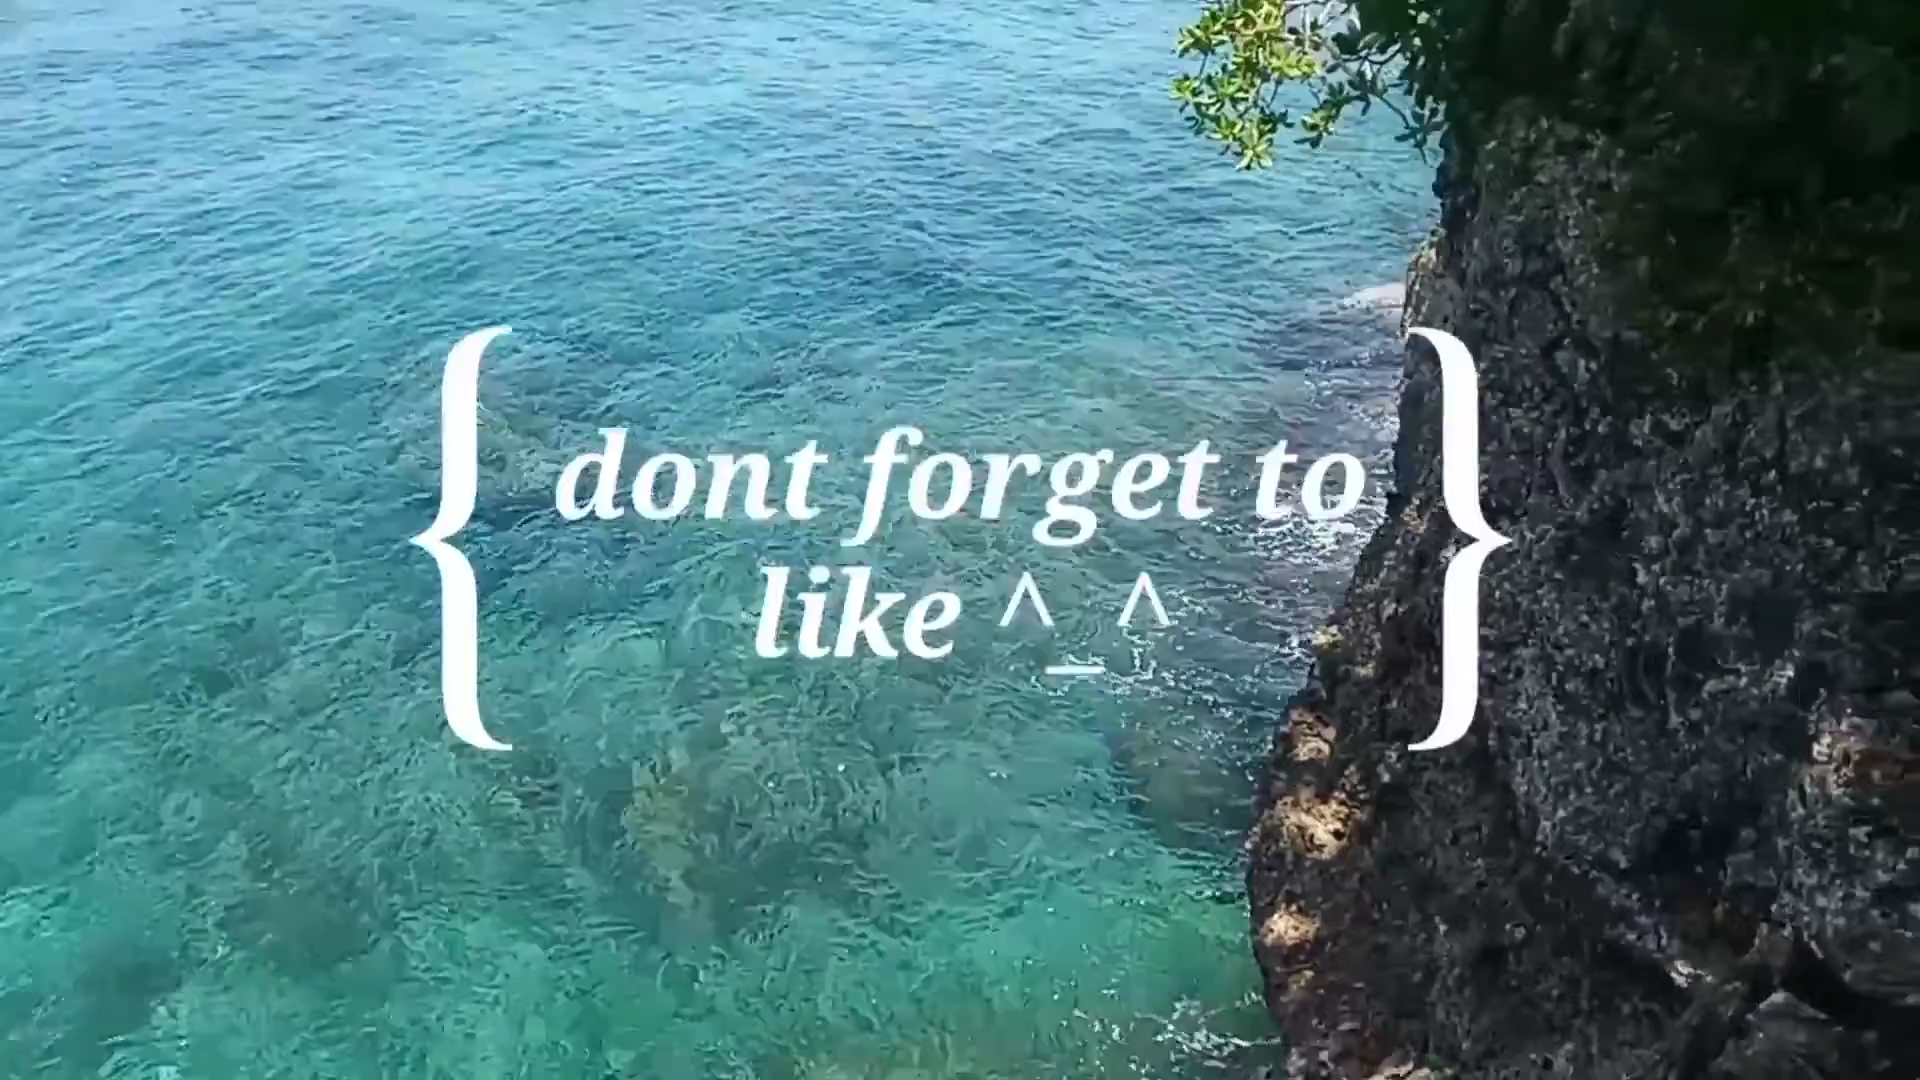 { dont forget to
like ^_^ }